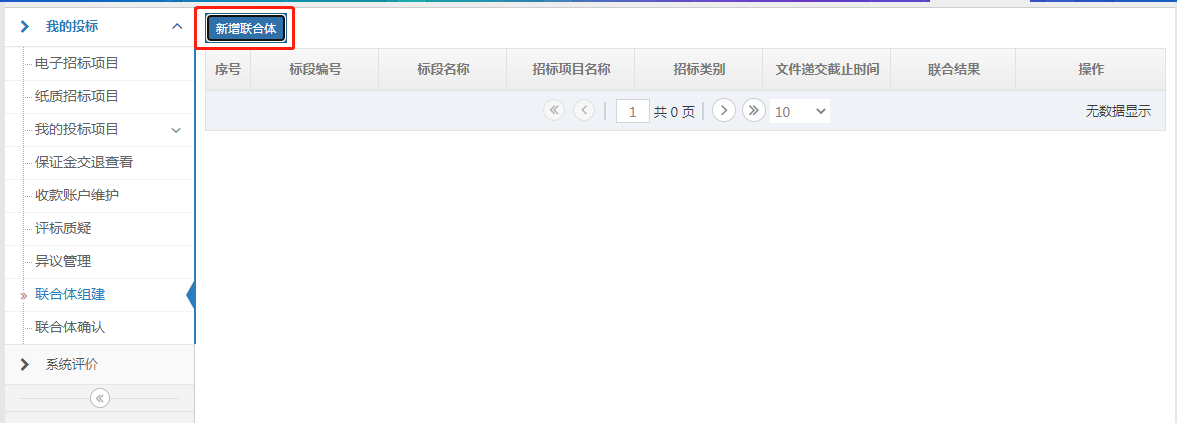 我的投标
电子招标项目
纸质招标项目
我的投标项目
保证金交退查看
收款账户维护
评标质疑
异议管理
联合体组建
联合体确认
系统评价
新增联合体
序号 标段编号 标段名称 招标项目名称 招标类别 文件递交截止时间 联合结果 操作
1 共 0 页 10 无数据显示